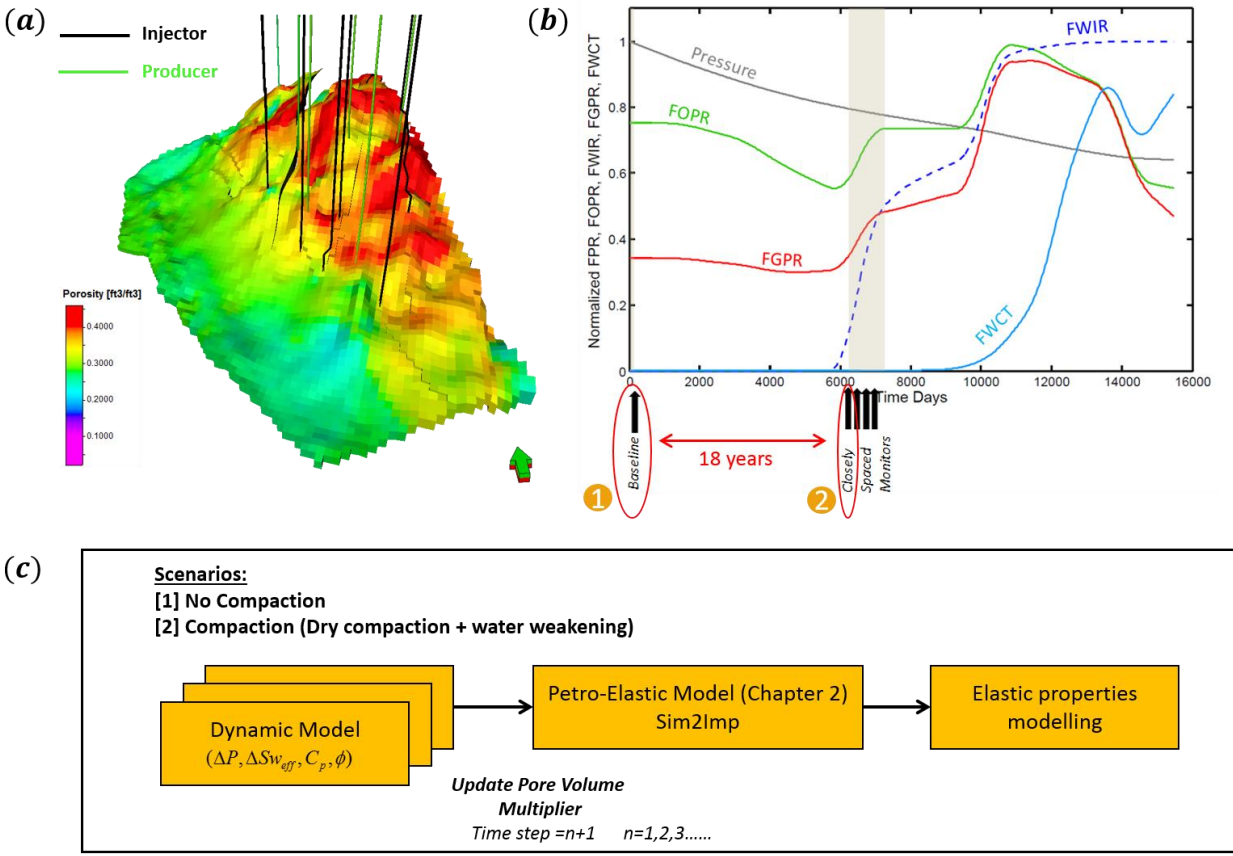 (a)
Injector
Producer
Porosity [ft3/ft3]
0.4000
0.3000
0.2000
0.1000
(b)
Normalized FPR, FOPR, FWIR, FGPR, FWCT
1
0.8
0.6
0.4
0.2
0
Pressure
FWIR
FOPR
FGPR
FWCT
0
2000
4000
6000
8000
10000
12000
14000
16000
Time Days
Baseline
18 years
Closely
Spaced
Monitors
1
2
(c)
Scenarios:
[1] No Compaction
[2] Compaction (Dry compaction + water weakening)
Dynamic Model
(ΔP, ΔSw_eff, C_p, ϕ)
Petro-Elastic Model (Chapter 2)
Sim2Imp
Elastic properties
modelling
Update Pore Volume
Multiplier
Time step =n+1 n=1,2,3......